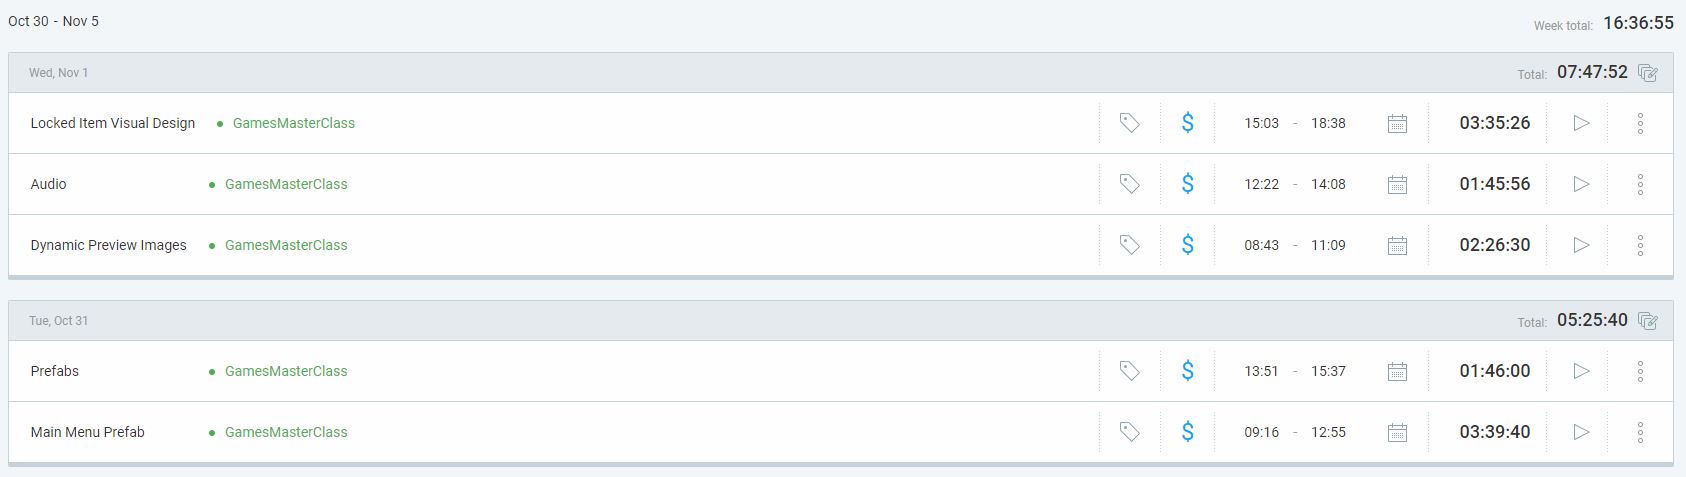 Oct 30 - Nov 5 Week total: 16:36:55
Wed, Nov 1 Total: 07:47:52
Locked Item Visual Design • GamesMasterClass $ 15:03 - 18:38 03:35:26
Audio • GamesMasterClass $ 12:22 - 14:08 01:45:56
Dynamic Preview Images • GamesMasterClass $ 08:43 - 11:09 02:26:30
Tue, Oct 31 Total: 05:25:40
Prefabs • GamesMasterClass $ 13:51 - 15:37 01:46:00
Main Menu Prefab • GamesMasterClass $ 09:16 - 12:55 03:39:40